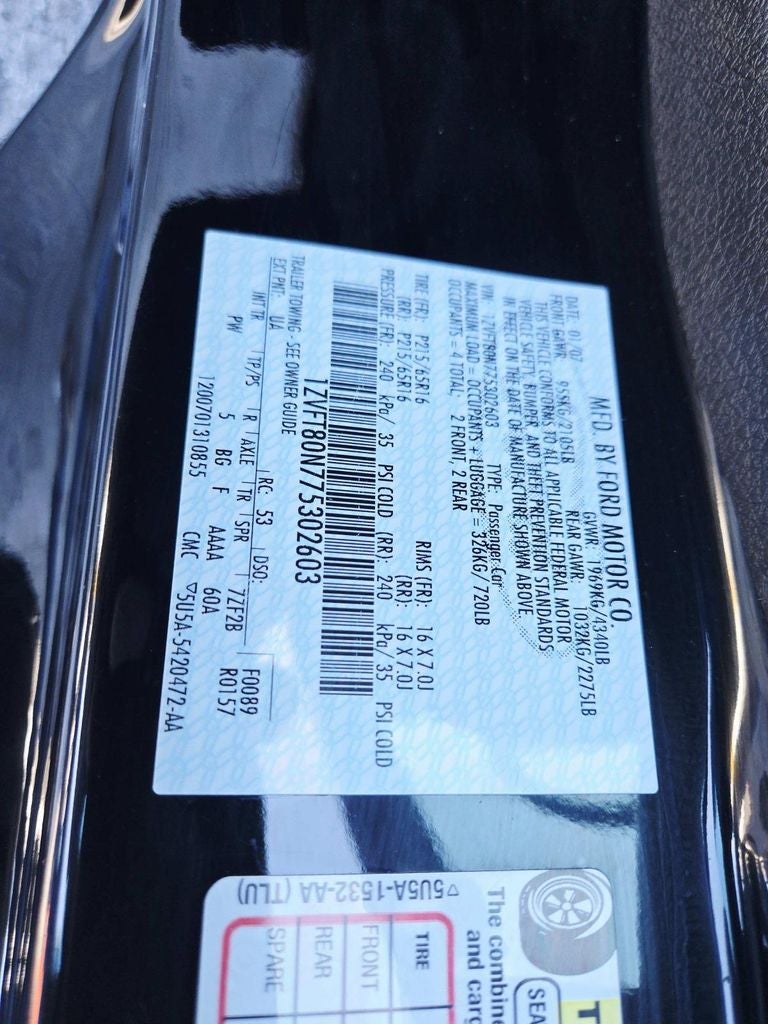 MFD. BY FORD MOTOR CO.
DATE: 01/07 GVWR: 1969KG/4340LB
FRONT GAWR: 955KG/2105LB REAR GAWR: 1032KG/2275LB
THIS VEHICLE CONFORMS TO ALL APPLICABLE FEDERAL MOTOR
VEHICLE SAFETY, BUMPER, AND THEFT PREVENTION STANDARDS
IN EFFECT ON THE DATE OF MANUFACTURE SHOWN ABOVE.
VIN: 1ZVFT80N775302603 TYPE: Passenger Car
MAXIMUM LOAD = OCCUPANTS + LUGGAGE = 326KG/ 720LB
OCCUPANTS = 4 TOTAL: 2 FRONT, 2 REAR
TIRE (FR): P215/65R16 RIMS (FR): 16 X 7.0J
(RR): P215/65R16 (RR): 16 X 7.0J
PRESSURE (FR): 240 kPa/ 35 PSI COLD (RR): 240 kPa/ 35 PSI COLD
1ZVFT80N775302603
TRAILER TOWING - SEE OWNER GUIDE
EXT PNT: UA RC: 53 DSO: F0089
INT TR TP/PS R AXLE TR SPR 7ZF2B R0157
PW 5 BG F AAAA 60A
1200701310855 CMC ▽5U5A-5420472-AA
T
SEA
The combine
and carg
TIRE
FRONT
REAR
SPARE
▽5U5A-1532-AA (TLU)